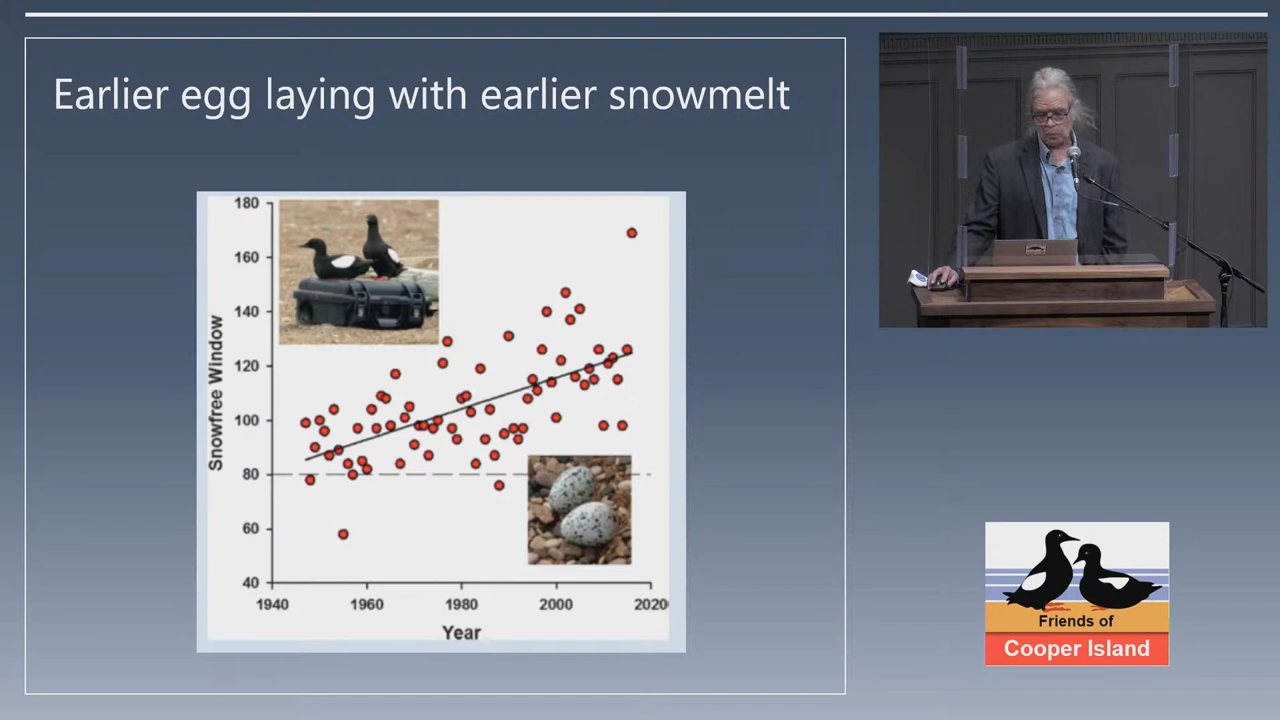 Earlier egg laying with earlier snowmelt
180
160
140
120
100
80
60
40
Snowfree Window
1940
1960
1980
2000
2020
Year
Friends of
Cooper Island